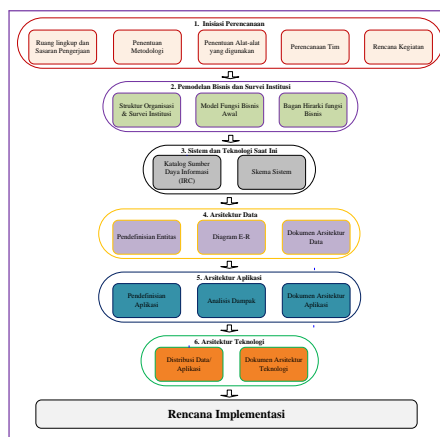 1. Inisiasi Perencanaan
Ruang lingkup dan
Sasaran Pengerjaan
Penentuan
Metodologi
Penentuan Alat-alat
yang digunakan
Perencanaan Tim
Rencana Kegiatan
2. Pemodelan Bisnis dan Survei Institusi
Struktur Organisasi
& Survei Institusi
Model Fungsi Bisnis
Awal
Bagan Hirarki fungsi
Bisnis
3. Sistem dan Teknologi Saat Ini
Katalog Sumber
Daya Informasi
(IRC)
Skema Sistem
4. Arsitektur Data
Pendefinisian Entitas
Diagram E-R
Dokumen Arsitektur
Data
5. Arsitektur Aplikasi
Pendefinisian
Aplikasi
Analisis Dampak
Dokumen Arsitektur
Aplikasi
6. Arsitektur Teknologi
Distribusi Data/
Aplikasi
Dokumen Arsitektur
Teknologi
Rencana Implementasi